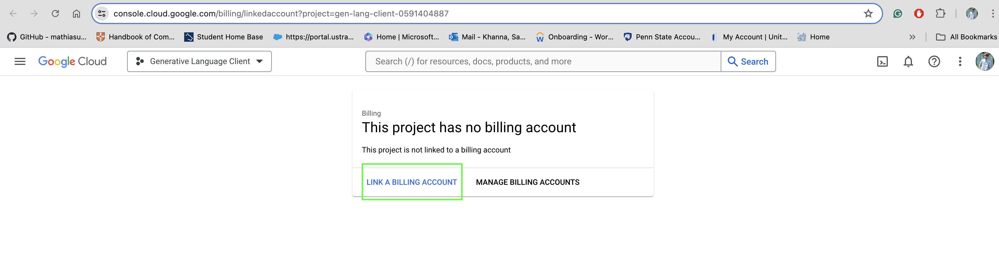 console.cloud.google.com/billing/linkedaccount?project=gen-lang-client-0591404887
GitHub - mathiasu... Handbook of Com... Student Home Base https://portal.ustra... Home | Microsoft... Mail - Khanna, Sa... Onboarding - Wor... Penn State Accou... My Account | Unit... Home All Bookmarks
Google Cloud Generative Language Client Search (/) for resources, docs, products, and more Search
Billing
This project has no billing account
This project is not linked to a billing account
LINK A BILLING ACCOUNT MANAGE BILLING ACCOUNTS